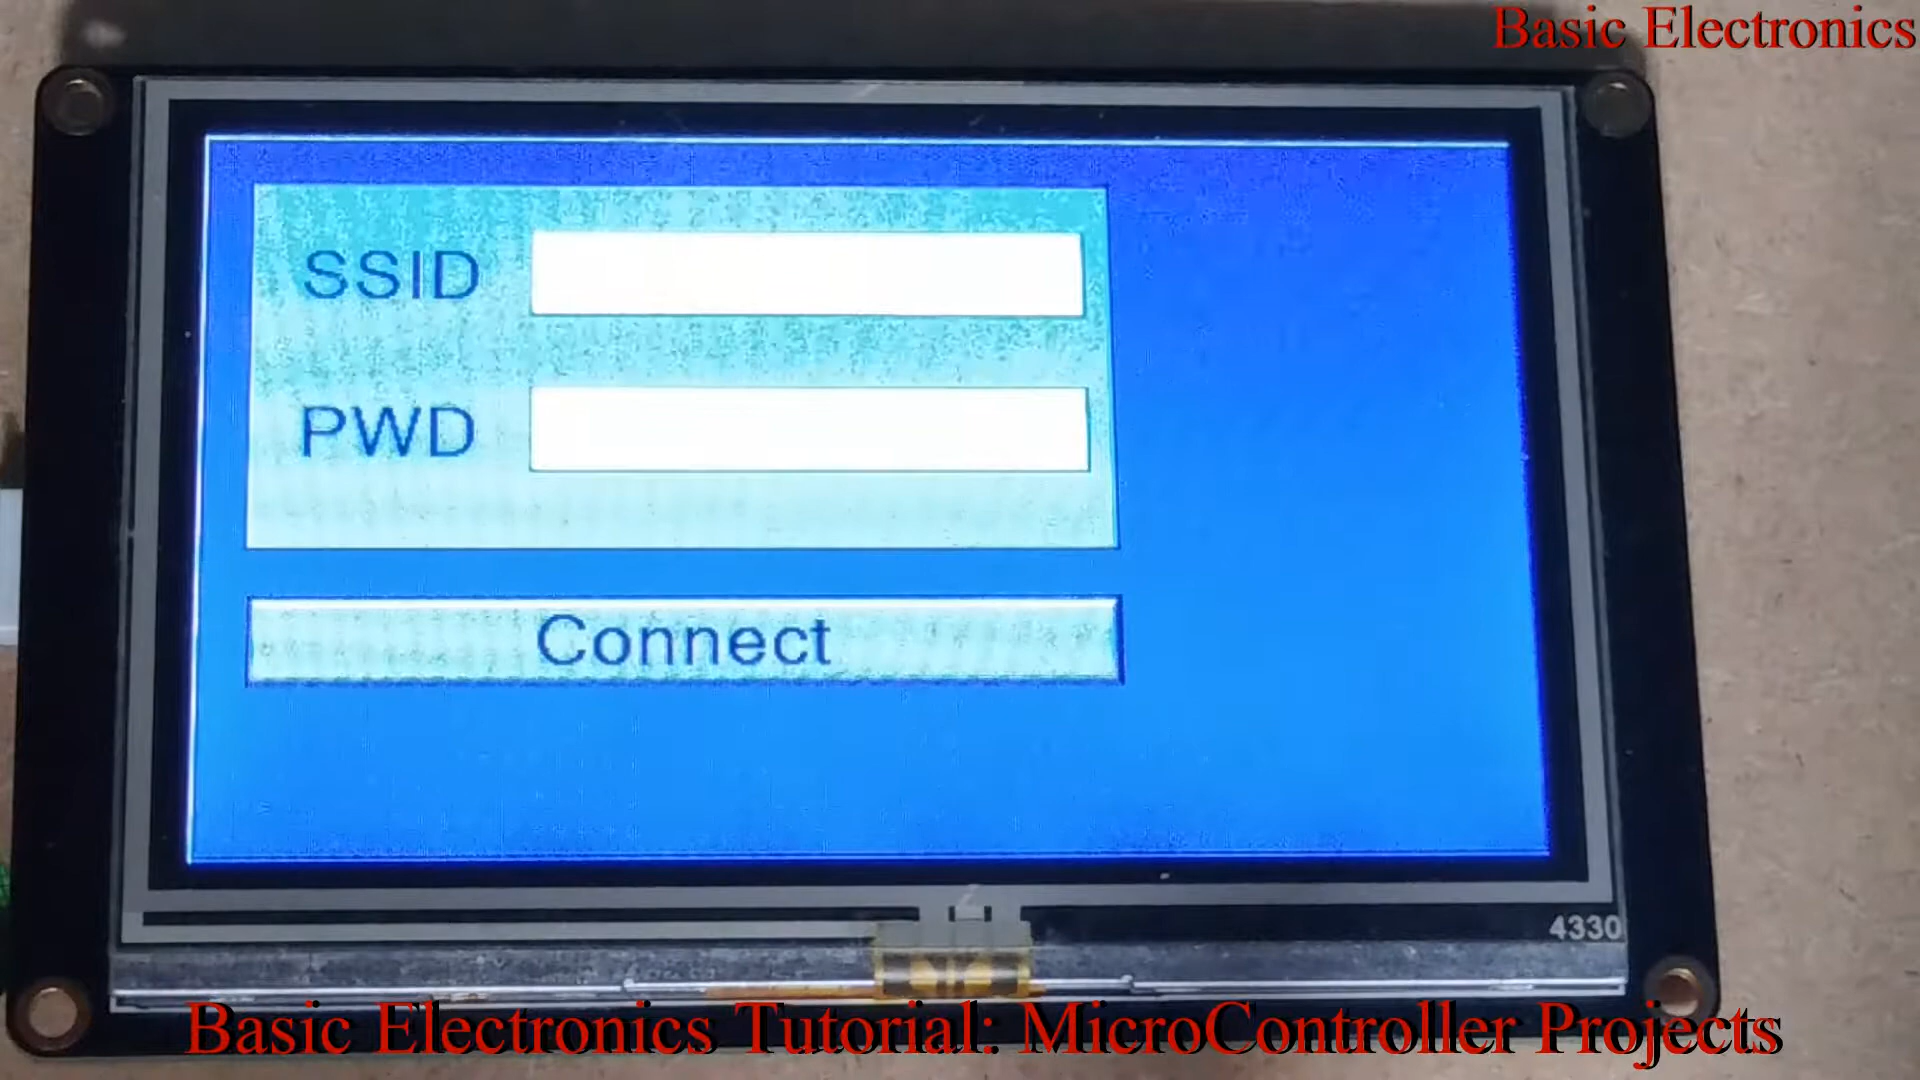 Basic Electronics
SSID
PWD
Connect
4330
Basic Electronics Tutorial: MicroController Projects